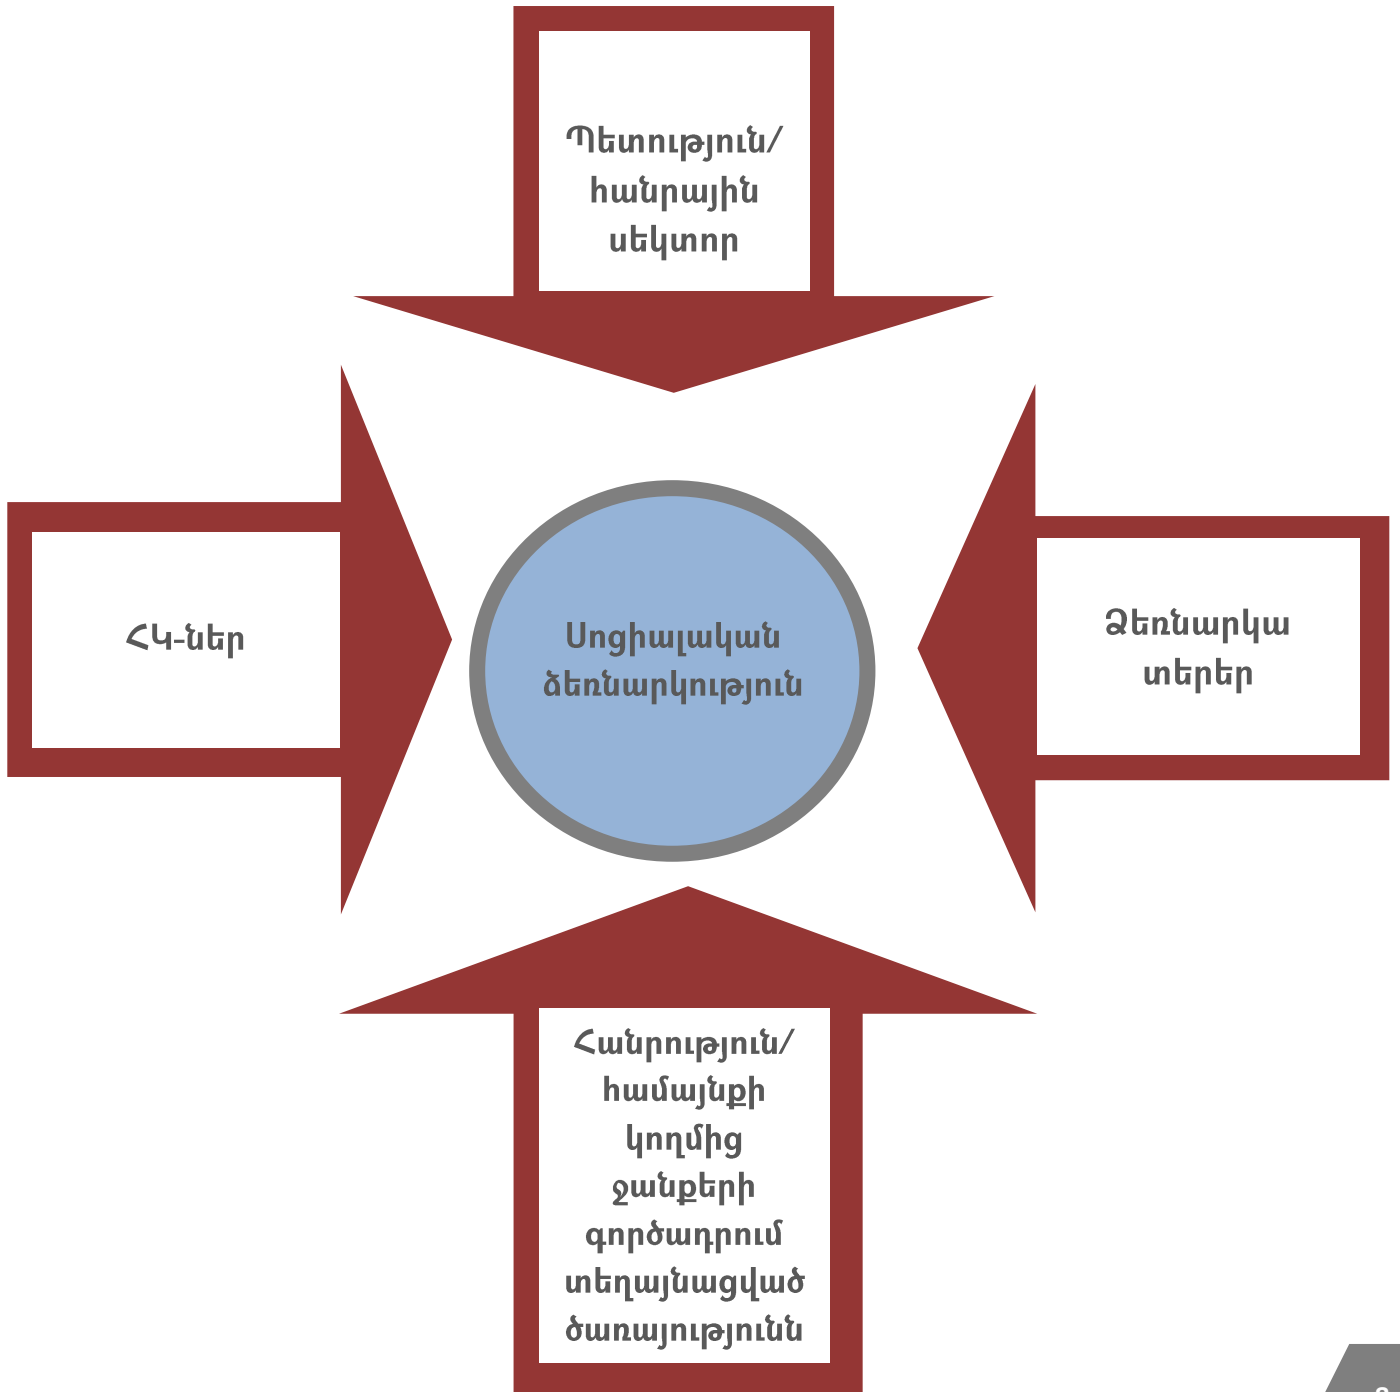 Պետություն/
հանրային
սեկտոր
ՀԿ-ներ
Սոցիալական
ձեռնարկություն
Ձեռնարկա
տերեր
Հանրություն/
համայնքի
կողմից
ջանքերի
գործադրում
տեղայնացված
ծառայությունն